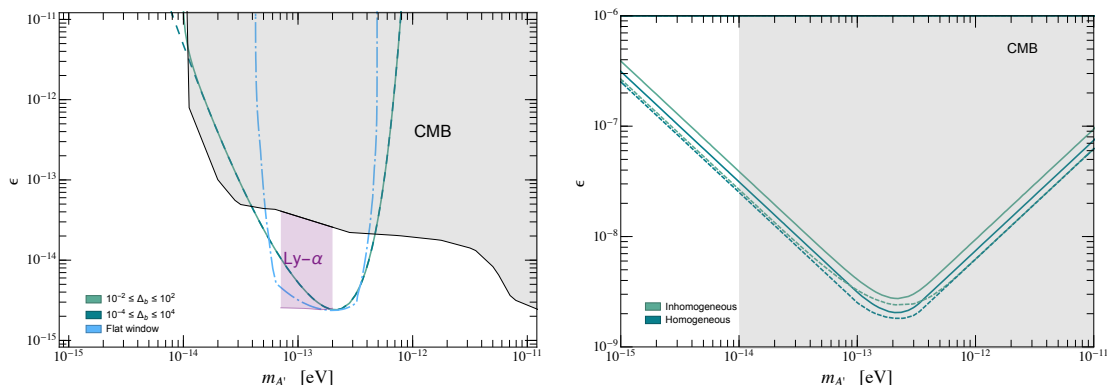 10⁻¹¹
10⁻¹²
10⁻¹³
10⁻¹⁴
10⁻¹⁵
ϵ
CMB
Ly−α
10⁻² ≤ Δ_b ≤ 10²
10⁻⁴ ≤ Δ_b ≤ 10⁴
Flat window
10⁻¹⁵ 10⁻¹⁴ 10⁻¹³ 10⁻¹² 10⁻¹¹
m_A' [eV]
10⁻⁶
10⁻⁷
10⁻⁸
10⁻⁹
ϵ
CMB
Inhomogeneous
Homogeneous
10⁻¹⁵ 10⁻¹⁴ 10⁻¹³ 10⁻¹² 10⁻¹¹
m_A' [eV]